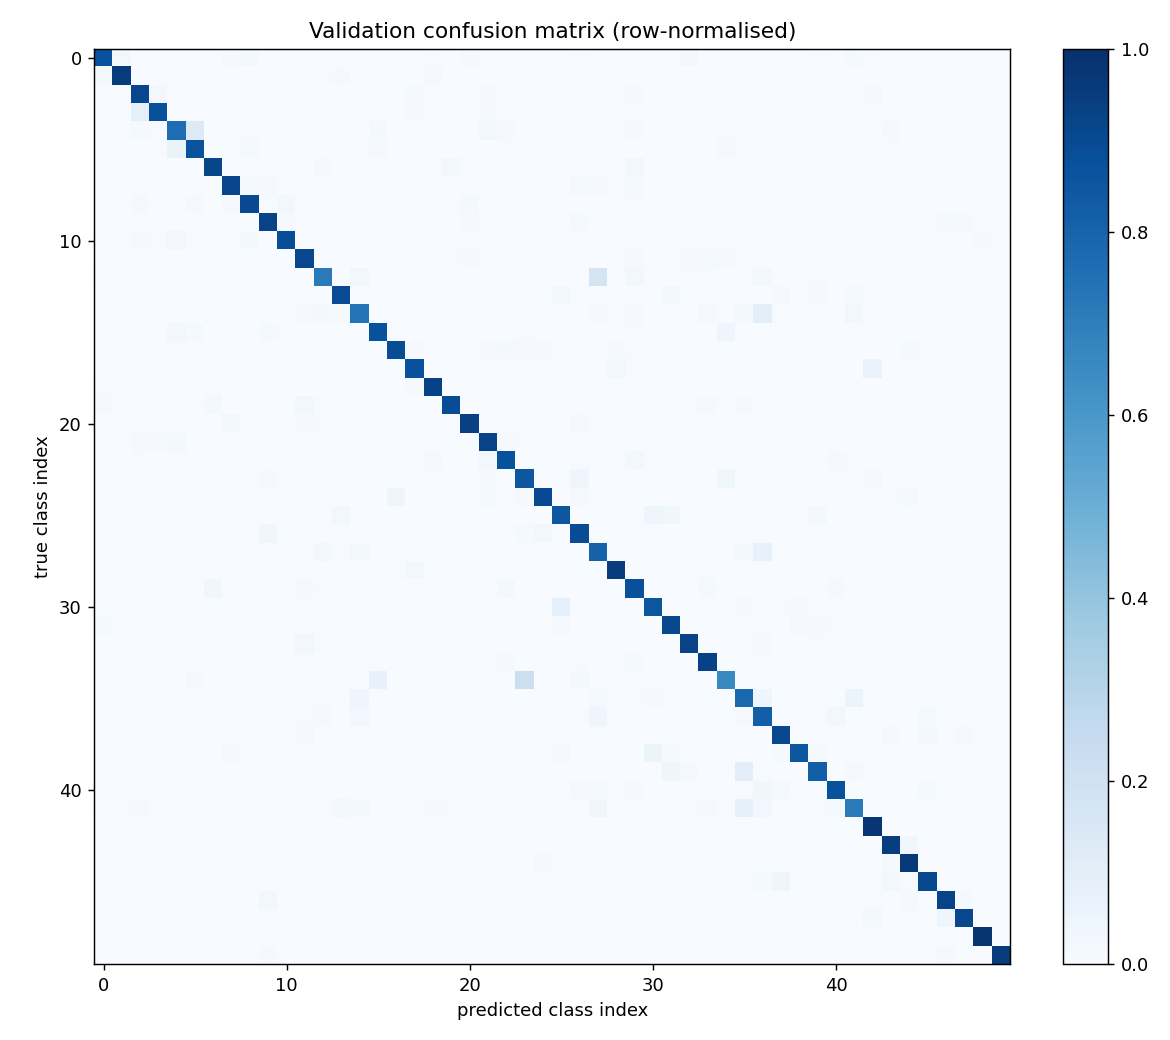 Validation confusion matrix (row-normalised)
0
10
20
30
40
true class index
0 10 20 30 40
predicted class index
1.0
0.8
0.6
0.4
0.2
0.0